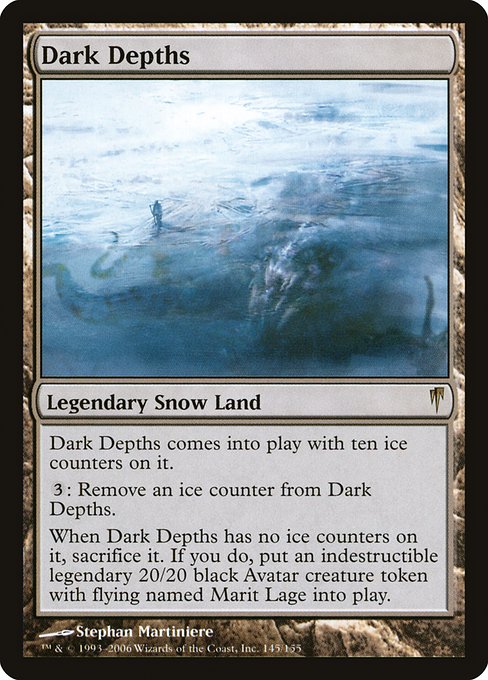 Dark Depths
Legendary Snow Land
Dark Depths comes into play with ten ice
counters on it.
3: Remove an ice counter from Dark
Depths.
When Dark Depths has no ice counters on
it, sacrifice it. If you do, put an indestructible
legendary 20/20 black Avatar creature token
with flying named Marit Lage into play.
Stephan Martiniere
™ & © 1993–2006 Wizards of the Coast, Inc. 145/155